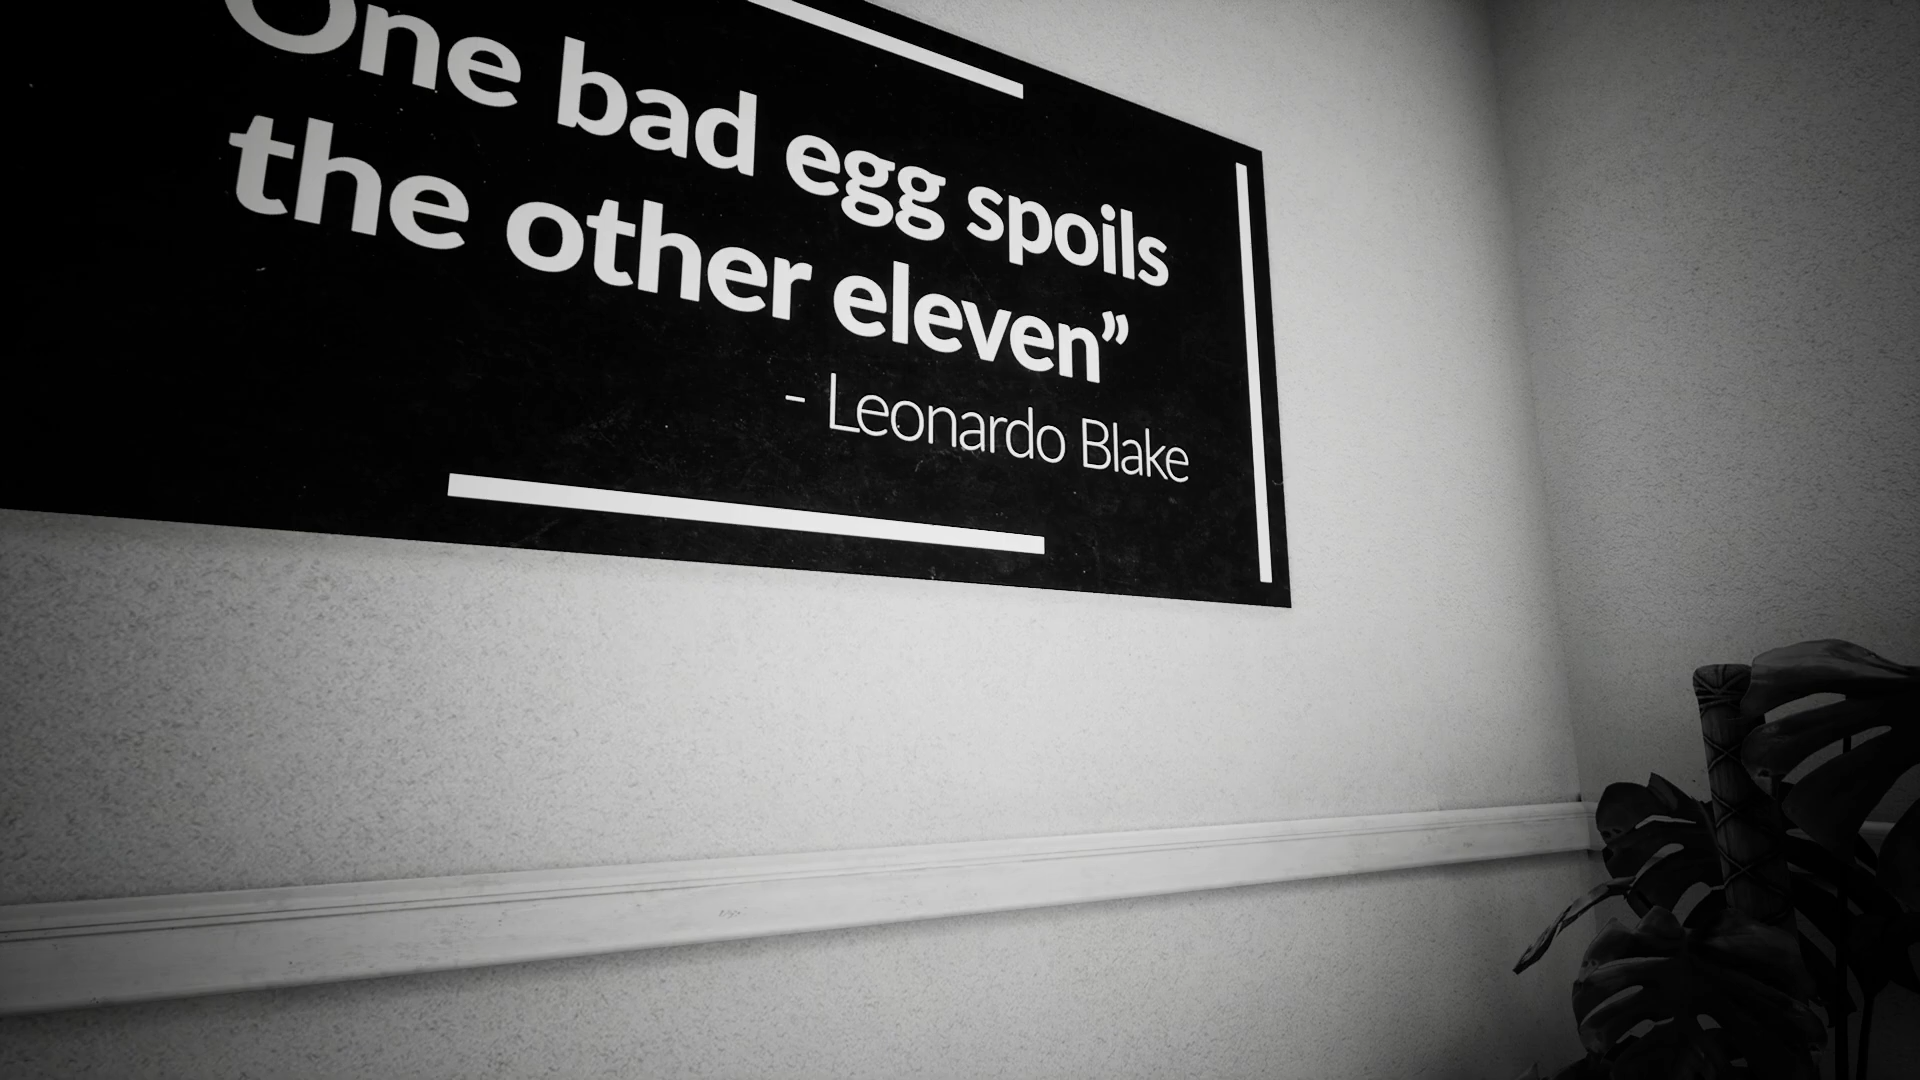 One bad egg spoils
the other eleven”
- Leonardo Blake